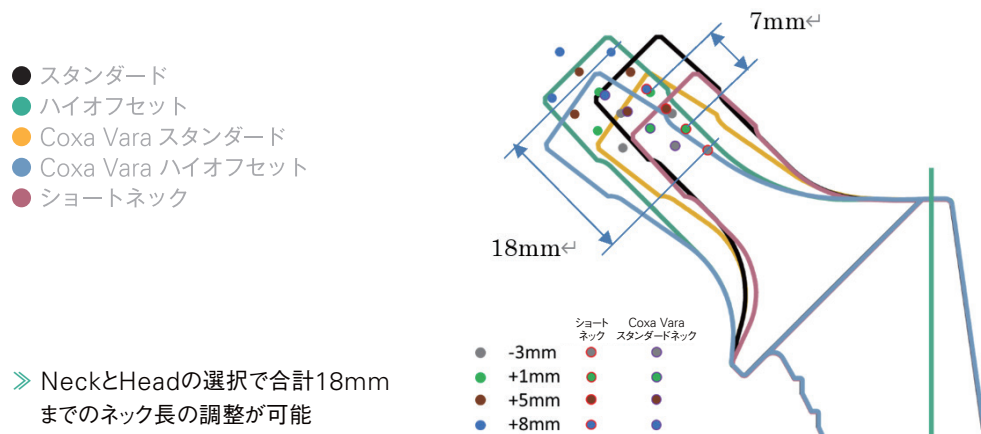 7mm↵
スタンダード
ハイオフセット
Coxa Vara スタンダード
Coxa Vara ハイオフセット
ショートネック
18mm↵
ショート
ネック
Coxa Vara
スタンダードネック
-3mm
+1mm
+5mm
+8mm
≫ NeckとHeadの選択で合計18mm
までのネック長の調整が可能